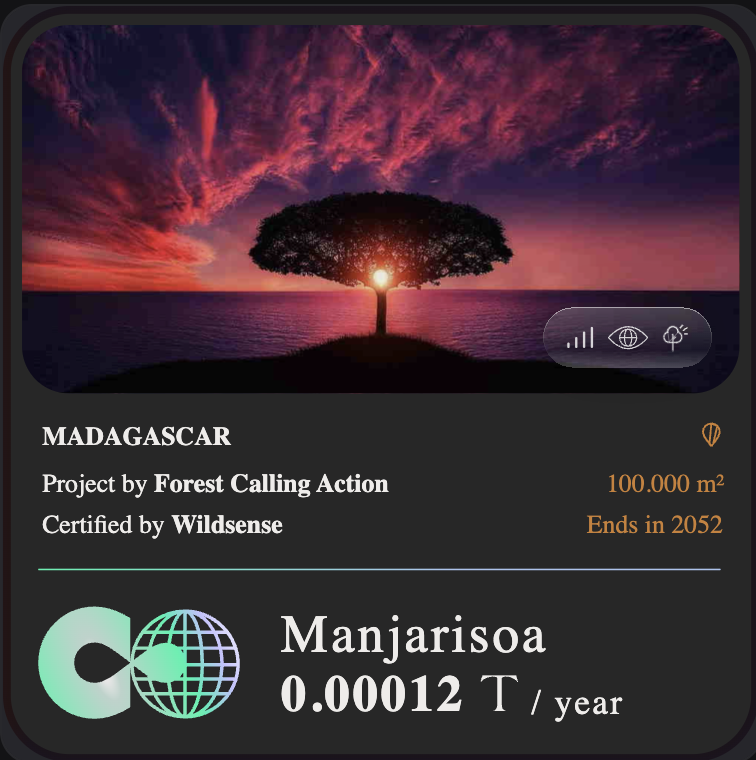 MADAGASCAR
Project by Forest Calling Action 100.000 m²
Certified by Wildsense Ends in 2052
Manjarisoa
0.00012 T / year